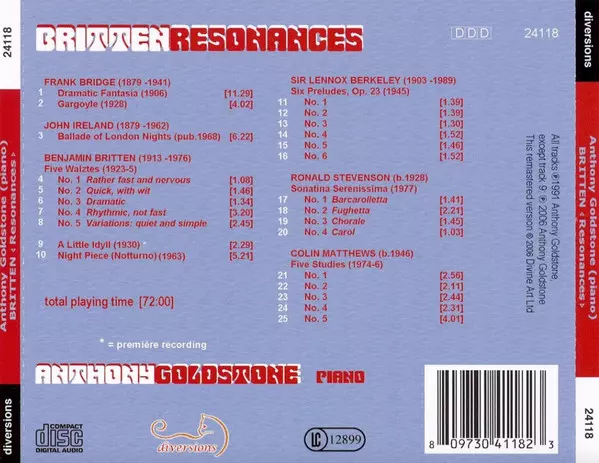 BRITTENRESONANCES
DDD
24118
FRANK BRIDGE (1879 -1941)
1 Dramatic Fantasia (1906) [11.29]
2 Gargoyle (1928) [4.02]
JOHN IRELAND (1879 -1962)
3 Ballade of London Nights (pub.1968) [6.22]
BENJAMIN BRITTEN (1913 -1976)
Five Walztes (1923-5)
4 No. 1 Rather fast and nervous [1.08]
5 No. 2 Quick, with wit [1.46]
6 No. 3 Dramatic [1.34]
7 No. 4 Rhythmic, not fast [3.20]
8 No. 5 Variations: quiet and simple [2.45]
9 A Little Idyll (1930) * [2.29]
10 Night Piece (Notturno) (1963) [5.21]
total playing time [72:00]
* = première recording
SIR LENNOX BERKELEY (1903 -1989)
Six Preludes, Op. 23 (1945)
11 No. 1 [1.39]
12 No. 2 [1.39]
13 No. 3 [1.30]
14 No. 4 [1.52]
15 No. 5 [1.46]
16 No. 6 [1.52]
RONALD STEVENSON (b.1928)
Sonatina Serenissima (1977)
17 No. 1 Barcarolletta [1.41]
18 No. 2 Fughetta [2.21]
19 No. 3 Chorale [1.45]
20 No. 4 Carol [1.03]
COLIN MATTHEWS (b.1946)
Five Studies (1974-6)
21 No. 1 [2.56]
22 No. 2 [2.11]
23 No. 3 [2.44]
24 No. 4 [2.31]
25 No. 5 [4.01]
ANTHONY GOLDSTONE PIANO
All tracks ℗1991 Anthony Goldstone
except track 9 ℗ 2006 Anthony Goldstone
This remastered version © 2006 Divine Art Ltd
COMPACT
disc
DIGITAL AUDIO
diversions
LC 12899
8 09730 41182 3
24118
Anthony Goldstone (piano)
BRITTEN < Resonances >
diversions
24118
Anthony Goldstone (piano)
BRITTEN < Resonances >
diversions
24118